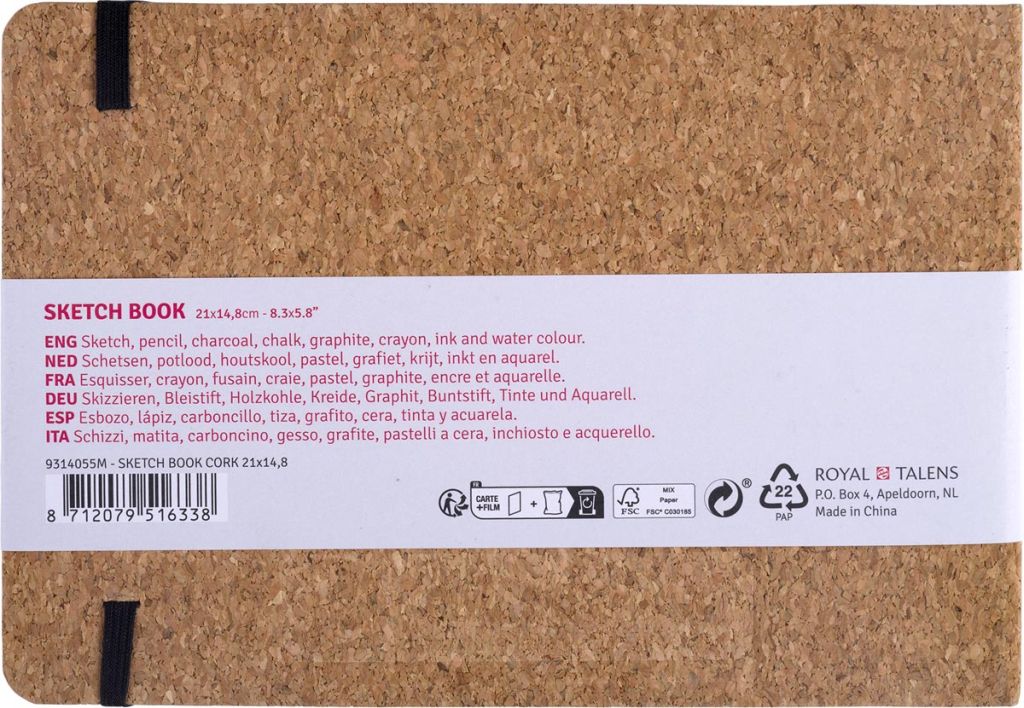 SKETCH BOOK 21x14,8cm - 8.3x5.8”
ENG Sketch, pencil, charcoal, chalk, graphite, crayon, ink and water colour.
NED Schetsen, potlood, houtskool, pastel, grafiet, krijt, inkt en aquarel.
FRA Esquisser, crayon, fusain, craie, pastel, graphite, encre et aquarelle.
DEU Skizzieren, Bleistift, Holzkohle, Kreide, Graphit, Buntstift, Tinte und Aquarell.
ESP Esbozo, lápiz, carboncillo, tiza, grafito, cera, tinta y acuarela.
ITA Schizzi, matita, carboncino, gesso, grafite, pastelli a cera, inchiosto e acquerello.
9314055M - SKETCH BOOK CORK 21x14,8
8 712079 516338
FR
CARTE
+FILM
+
FSC
MIX
Paper
FSC® C030165
®
22
PAP
ROYAL TALENS
P.O. Box 4, Apeldoorn, NL
Made in China